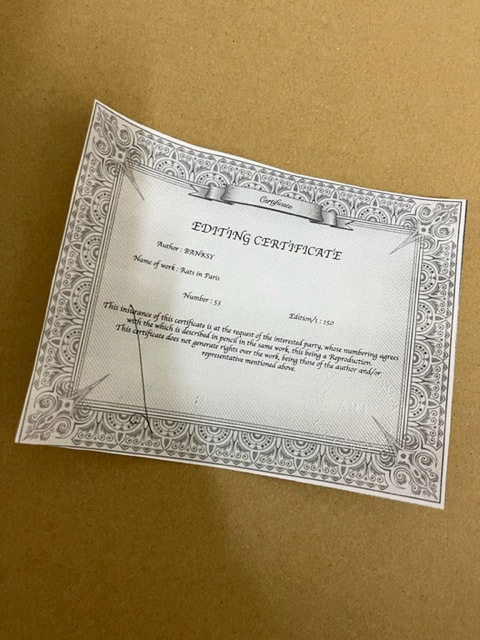 Certificate
EDITING CERTIFICATE
Author : BANKSY
Name of work : Rats in Paris
Number : 53
Edition/s : 150
This insurance of this certificate is at the request of the interested party, whose numbering agrees
with the which is described in pencil in the same work, this being a Reproduction.
This certificate does not generate rights over the work, being those of the author and/or
representative mentioned above.